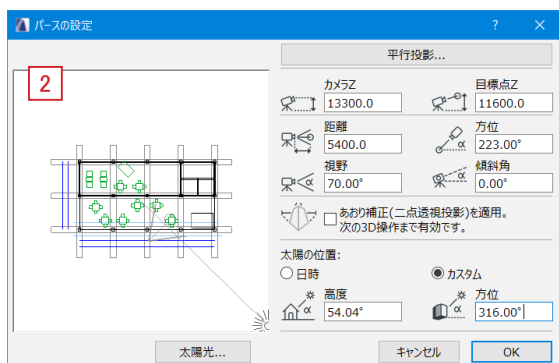 パースの設定
?
×
2
平行投影...
カメラZ
13300.0
目標点Z
11600.0
距離
5400.0
方位
223.00°
α
視野
70.00°
α
傾斜角
0.00°
α
あおり補正(二点透視投影)を適用。
次の3D操作まで有効です。
太陽の位置:
日時
カスタム
高度
54.04°
α
方位
316.00°
α
太陽光...
キャンセル
OK